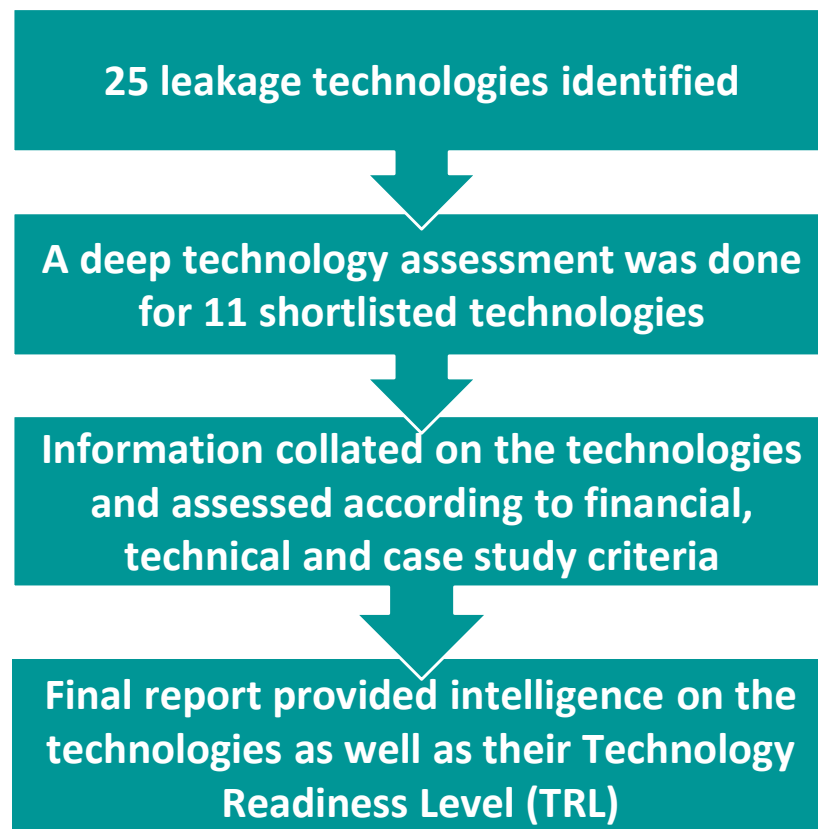 25 leakage technologies identified
A deep technology assessment was done
for 11 shortlisted technologies
Information collated on the technologies
and assessed according to financial,
technical and case study criteria
Final report provided intelligence on the
technologies as well as their Technology
Readiness Level (TRL)